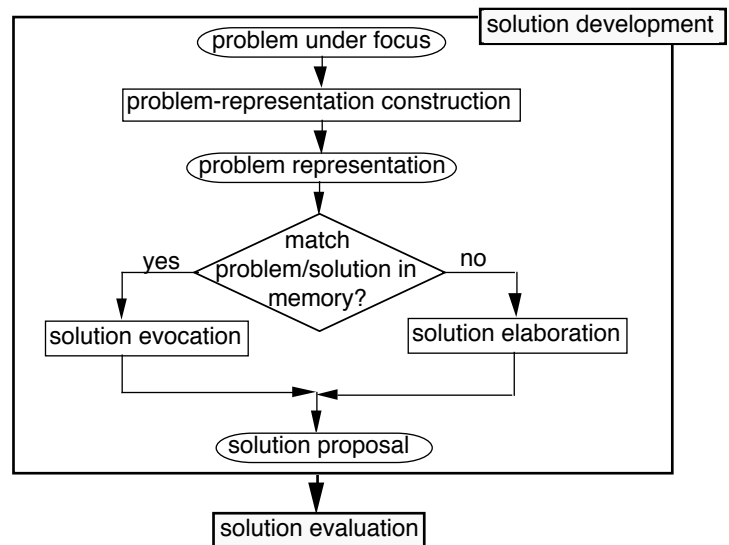 solution development
problem under focus
problem-representation construction
problem representation
match
problem/solution in
memory?
yes
no
solution evocation
solution elaboration
solution proposal
solution evaluation